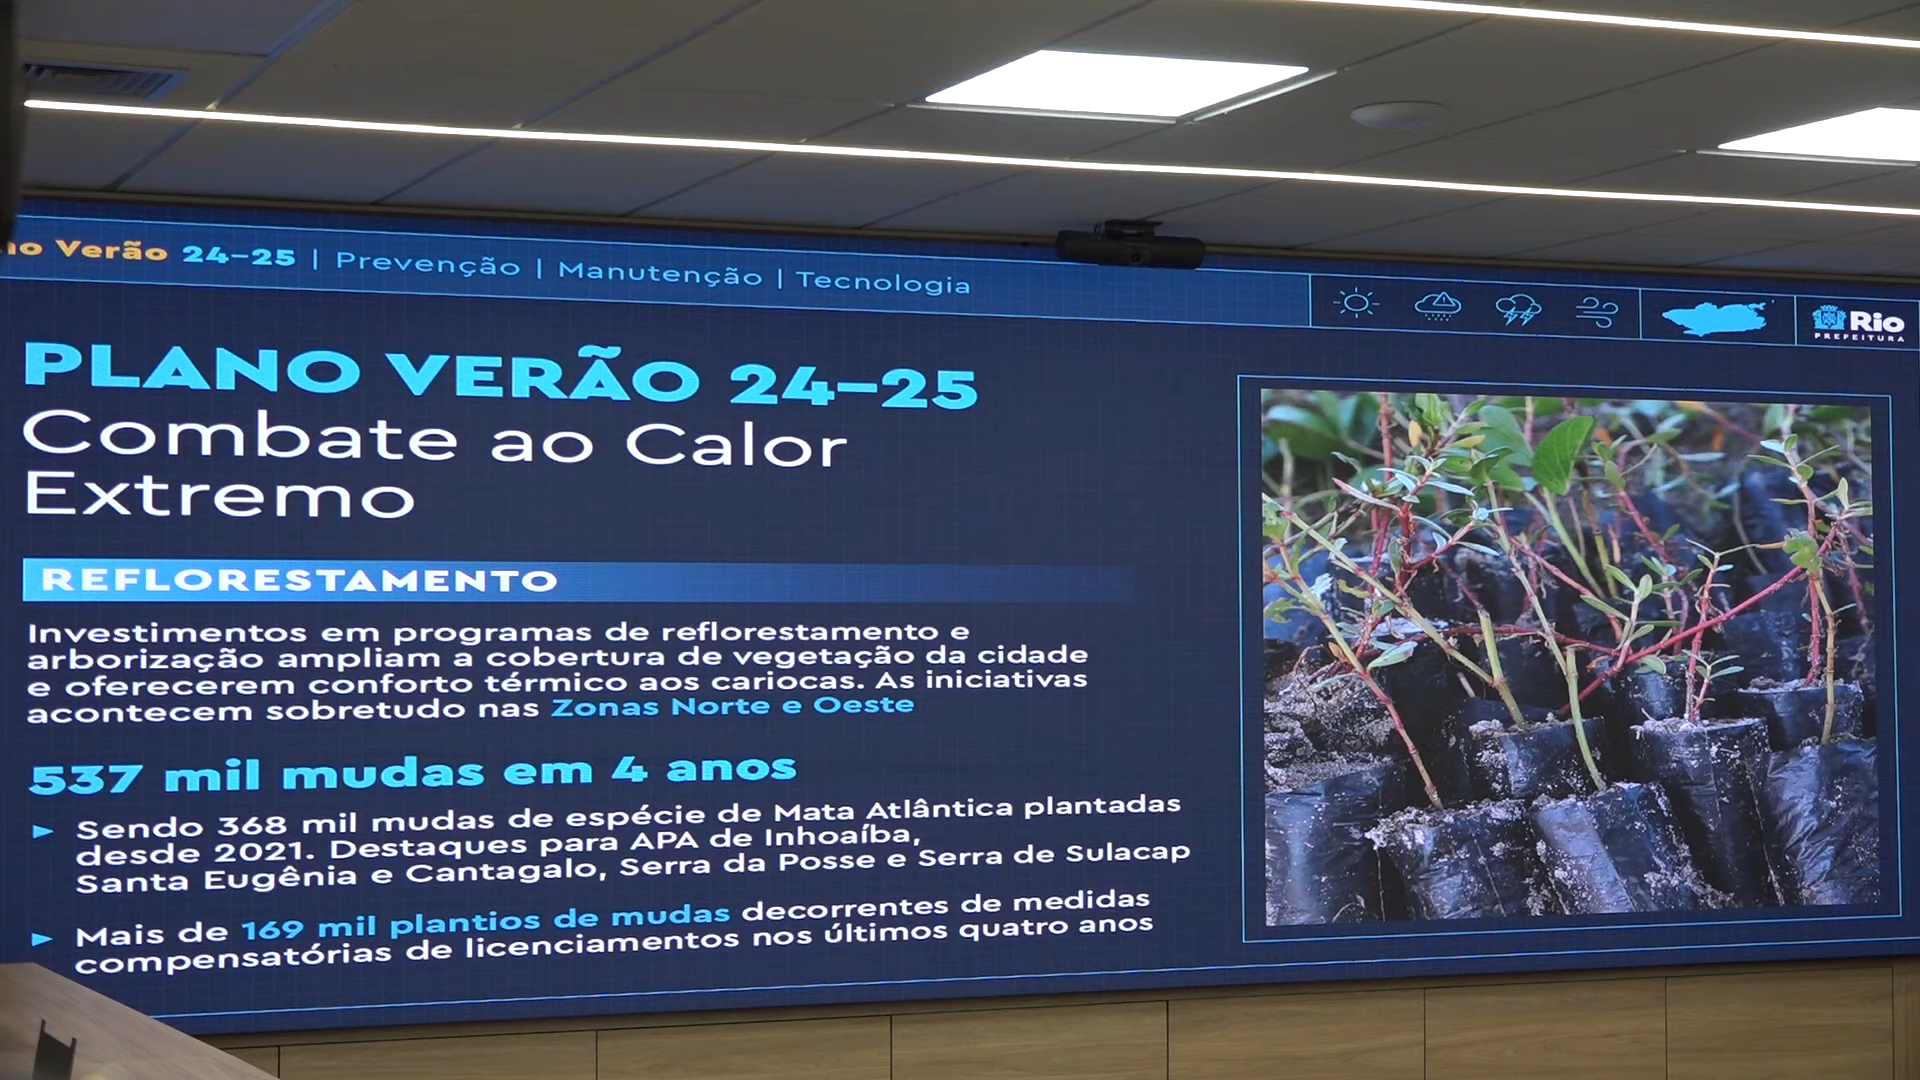 no Verão 24–25 | Prevenção | Manutenção | Tecnologia
Rio
PREFEITURA
PLANO VERÃO 24–25
Combate ao Calor
Extremo
REFLORESTAMENTO
Investimentos em programas de reflorestamento e
arborização ampliam a cobertura de vegetação da cidade
e oferecerem conforto térmico aos cariocas. As iniciativas
acontecem sobretudo nas Zonas Norte e Oeste
537 mil mudas em 4 anos
► Sendo 368 mil mudas de espécie de Mata Atlântica plantadas
desde 2021. Destaques para APA de Inhoaíba,
Santa Eugênia e Cantagalo, Serra da Posse e Serra de Sulacap
► Mais de 169 mil plantios de mudas decorrentes de medidas
compensatórias de licenciamentos nos últimos quatro anos